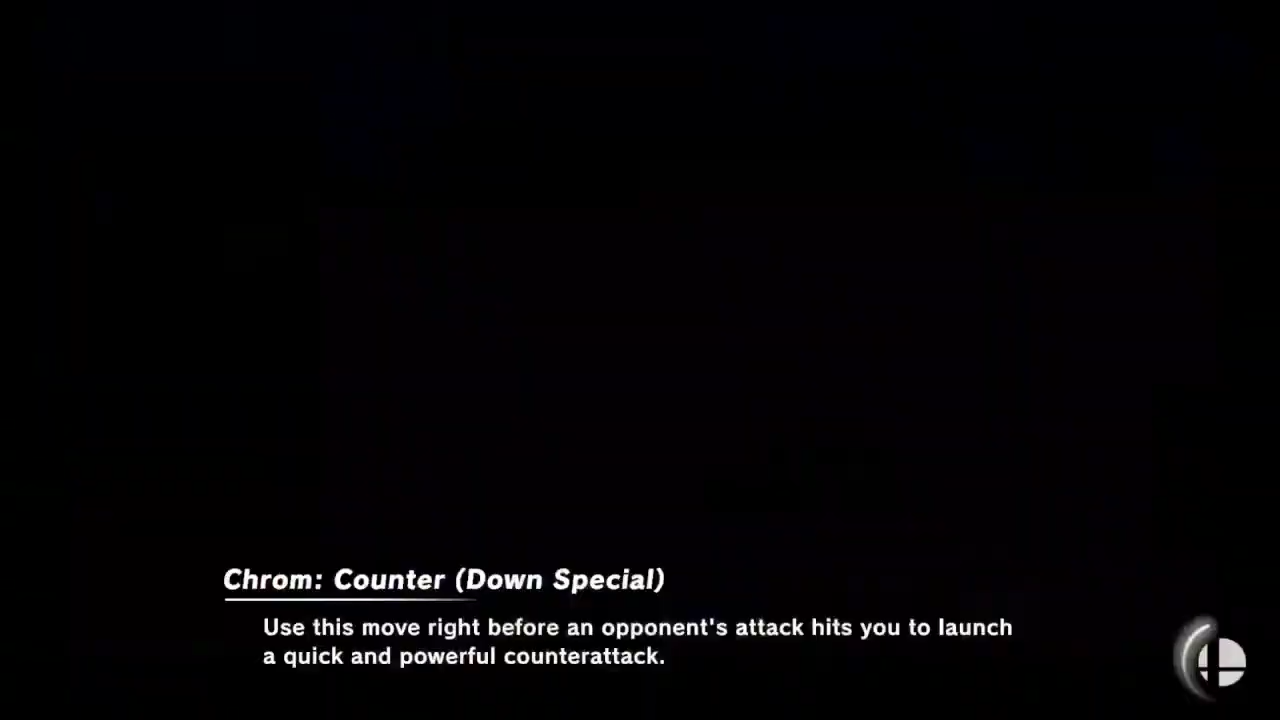 Chrom: Counter (Down Special)
Use this move right before an opponent's attack hits you to launch
a quick and powerful counterattack.